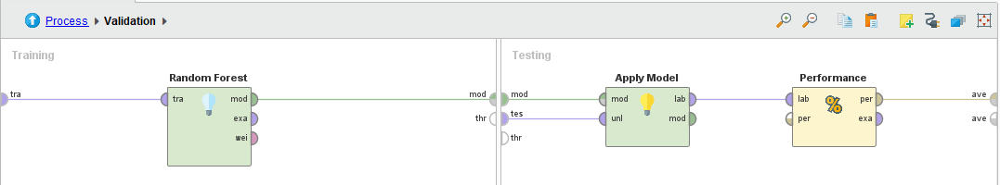 Process Validation
Training
Testing
Random Forest
Apply Model
Performance
tra
tra
mod
mod
mod
mod
lab
lab
per
ave
exa
thr
tes
unl
mod
per
exa
ave
wei
thr